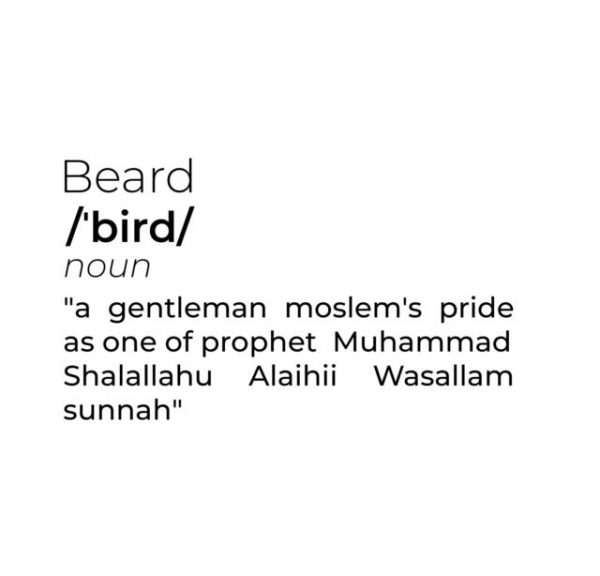 Beard
/'bird/
noun
"a gentleman moslem's pride
as one of prophet Muhammad
Shalallahu Alaihii Wasallam
sunnah"